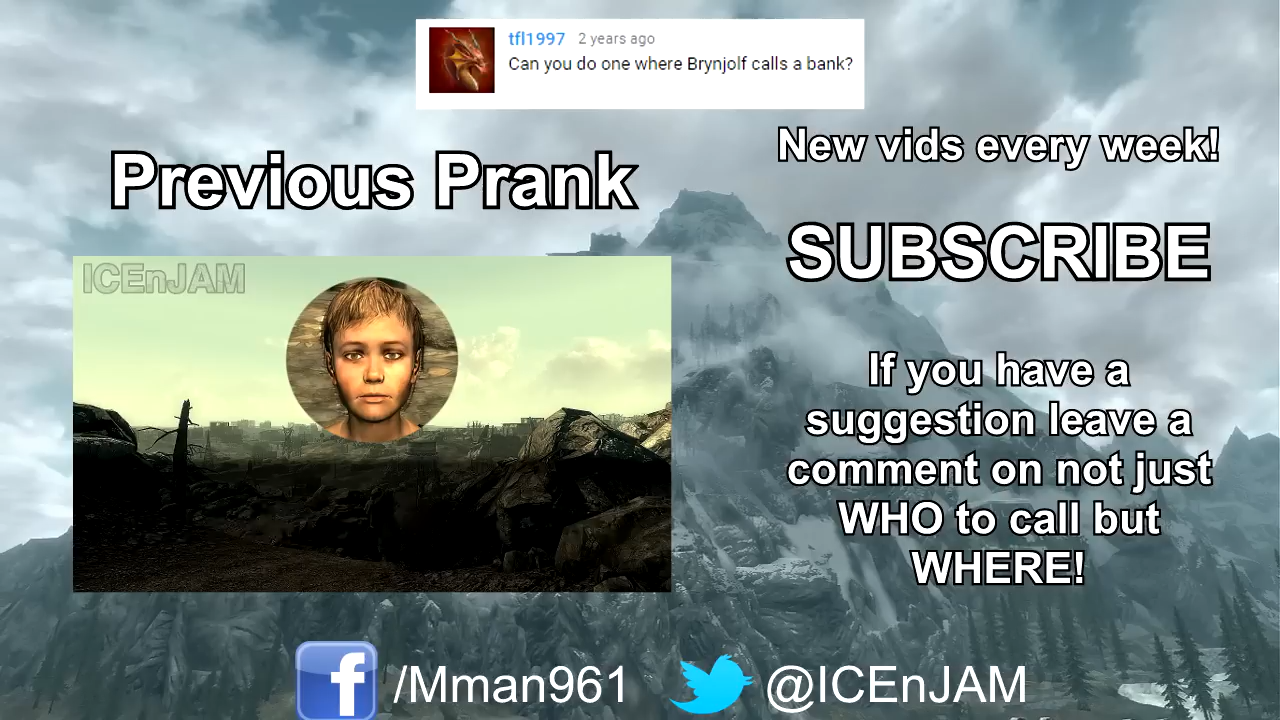 tfl1997 2 years ago
Can you do one where Brynjolf calls a bank?
New vids every week!
Previous Prank
SUBSCRIBE
ICEnJAM
If you have a
suggestion leave a
comment on not just
WHO to call but
WHERE!
f /Mman961 @ICEnJAM